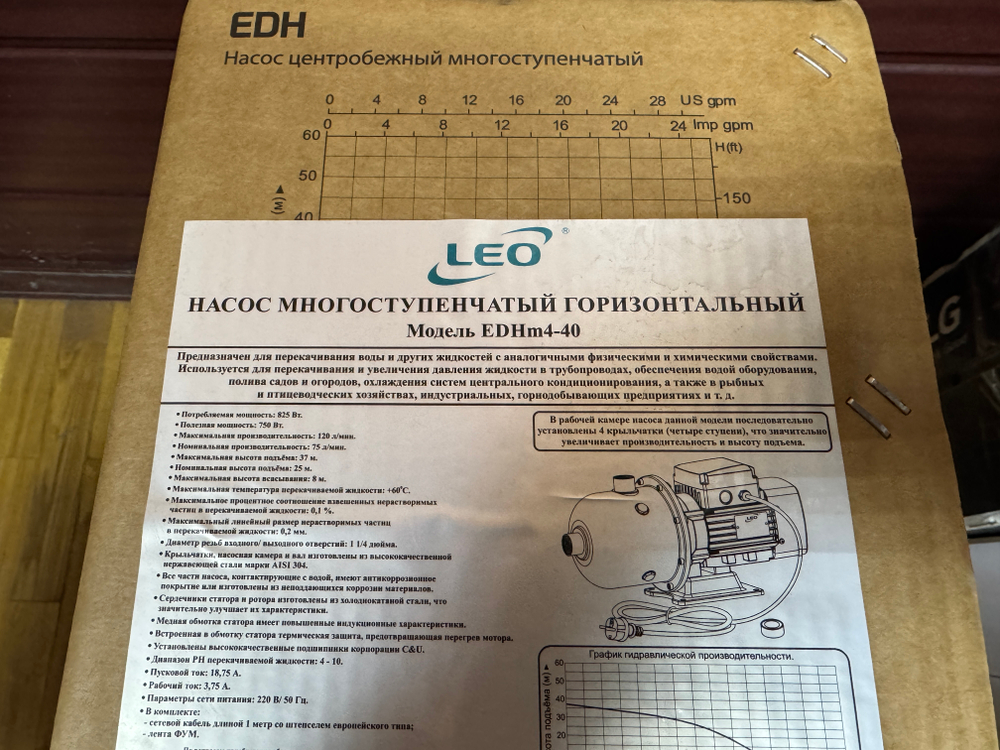 EDH
Насос центробежный многоступенчатый
0 4 8 12 16 20 24 28 US gpm
0 4 8 12 16 20 24 Imp gpm
60
H(ft)
50
150
(м)
40
LEO ®
НАСОС МНОГОСТУПЕНЧАТЫЙ ГОРИЗОНТАЛЬНЫЙ
Модель EDHm4-40
Предназначен для перекачивания воды и других жидкостей с аналогичными физическими и химическими свойствами.
Используется для перекачивания и увеличения давления жидкости в трубопроводах, обеспечения водой оборудования,
полива садов и огородов, охлаждения систем центрального кондиционирования, а также в рыбных
и птицеводческих хозяйствах, индустриальных, горнодобывающих предприятиях и т. д.
• Потребляемая мощность: 825 Вт.
• Полезная мощность: 750 Вт.
• Максимальная производительность: 120 л/мин.
• Номинальная производительность: 75 л/мин.
• Максимальная высота подъёма: 37 м.
• Номинальная высота подъёма: 25 м.
• Максимальная высота всасывания: 8 м.
• Максимальная температура перекачиваемой жидкости: +60°С.
• Максимальное процентное соотношение взвешенных нерастворимых
частиц в перекачиваемой жидкости: 0,1 %.
• Максимальный линейный размер нерастворимых частиц
в перекачиваемой жидкости: 0,2 мм.
• Диаметр резьб входного/ выходного отверстий: 1 1/4 дюйма.
• Крыльчатки, насосная камера и вал изготовлены из высококачественной
нержавеющей стали марки AISI 304.
• Все части насоса, контактирующие с водой, имеют антикоррозионное
покрытие или изготовлены из неподдающихся коррозии материалов.
• Сердечники статора и ротора изготовлены из холоднокатаной стали, что
значительно улучшает их характеристики.
• Медная обмотка статора имеет повышенные индукционные характеристики.
• Встроенная в обмотку статора термическая защита, предотвращающая перегрев мотора.
• Установлены высококачественные подшипники корпорации C&U.
• Диапазон PH перекачиваемой жидкости: 4 - 10.
• Пусковой ток: 18,75 А.
• Рабочий ток: 3,75 А.
• Параметры сети питания: 220 В/ 50 Гц.
• В комплекте:
- сетевой кабель длиной 1 метр со штепселем европейского типа;
- лента ФУМ.
В рабочей камере насоса данной модели последовательно
установлены 4 крыльчатки (четыре ступени), что значительно
увеличивает производительность и высоту подъема.
LEO
График гидравлической производительности.
60
50
40
30
20
подъёма (м)
LG